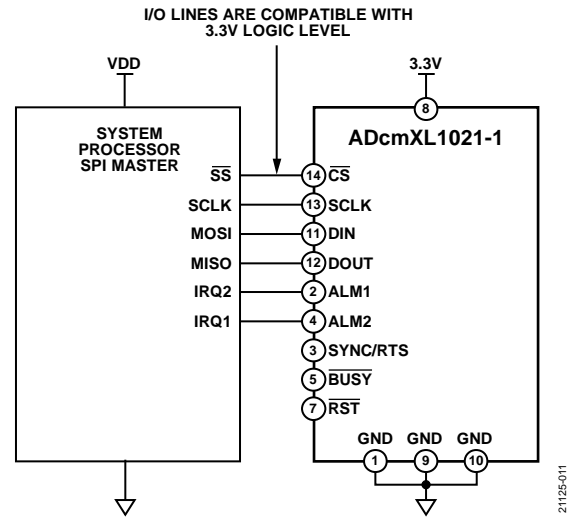 I/O LINES ARE COMPATIBLE WITH
3.3V LOGIC LEVEL
VDD
3.3V
8
SYSTEM
PROCESSOR
SPI MASTER
ADcmXL1021-1
SS 14 CS
SCLK 13 SCLK
MOSI 11 DIN
MISO 12 DOUT
IRQ2 2 ALM1
IRQ1 4 ALM2
3 SYNC/RTS
5 BUSY
7 RST
GND GND GND
1 9 10
21125-011